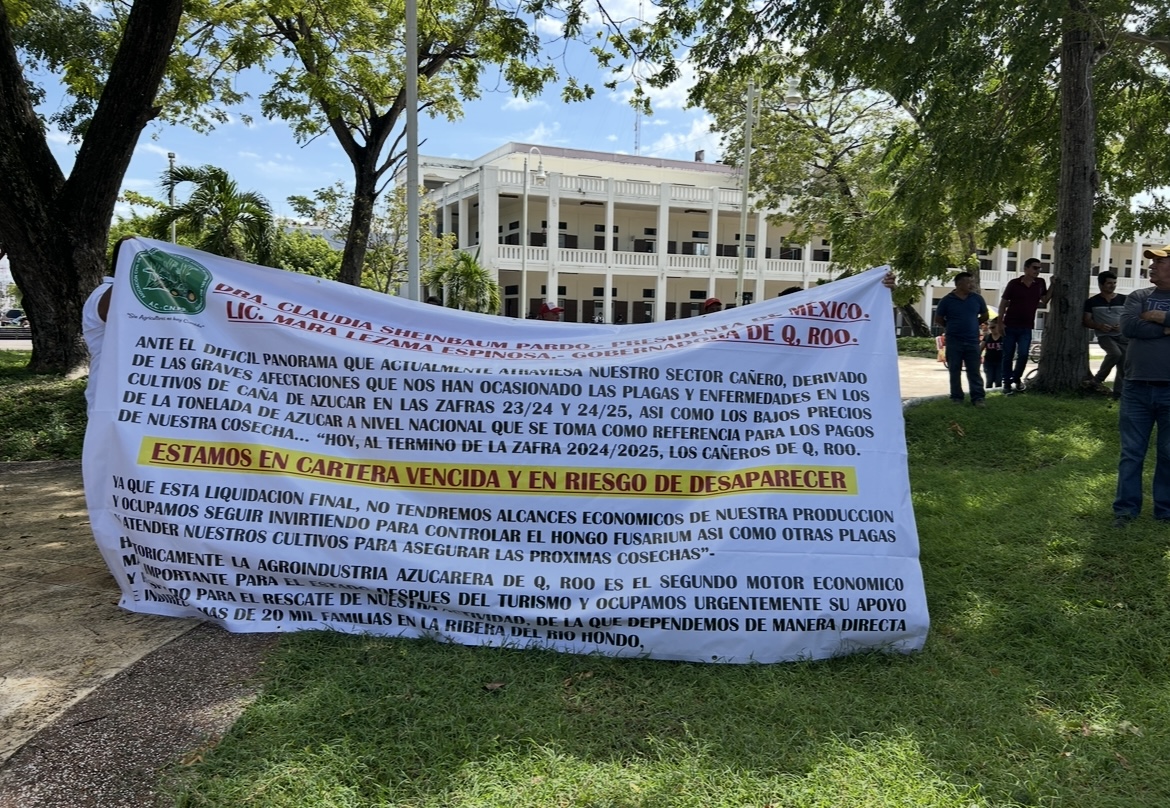 "Sin Agricultura no hay Comida"
DRA. CLAUDIA SHEINBAUM PARDO.- PRESIDENTA DE MEXICO.
LIC. MARA LEZAMA ESPINOSA.- GOBERNADORA DE Q, ROO.
ANTE EL DIFICIL PANORAMA QUE ACTUALMENTE ATRAVIESA NUESTRO SECTOR CAÑERO, DERIVADO
DE LAS GRAVES AFECTACIONES QUE NOS HAN OCASIONADO LAS PLAGAS Y ENFERMEDADES EN LOS
CULTIVOS DE CAÑA DE AZUCAR EN LAS ZAFRAS 23/24 Y 24/25, ASI COMO LOS BAJOS PRECIOS
DE LA TONELADA DE AZUCAR A NIVEL NACIONAL QUE SE TOMA COMO REFERENCIA PARA LOS PAGOS
DE NUESTRA COSECHA... "HOY, AL TERMINO DE LA ZAFRA 2024/2025, LOS CAÑEROS DE Q, ROO.
ESTAMOS EN CARTERA VENCIDA Y EN RIESGO DE DESAPARECER
YA QUE ESTA LIQUIDACION FINAL, NO TENDREMOS ALCANCES ECONOMICOS DE NUESTRA PRODUCCION
Y OCUPAMOS SEGUIR INVIRTIENDO PARA CONTROLAR EL HONGO FUSARIUM ASI COMO OTRAS PLAGAS
ATENDER NUESTROS CULTIVOS PARA ASEGURAR LAS PROXIMAS COSECHAS"-
TORICAMENTE LA AGROINDUSTRIA AZUCARERA DE Q, ROO ES EL SEGUNDO MOTOR ECONOMICO
IMPORTANTE PARA EL ESTADO DESPUES DEL TURISMO Y OCUPAMOS URGENTEMENTE SU APOYO
Y PARA EL RESCATE DE NUESTRA ACTIVIDAD, DE LA QUE DEPENDEMOS DE MANERA DIRECTA
E MAS DE 20 MIL FAMILIAS EN LA RIBERA DEL RIO HONDO,